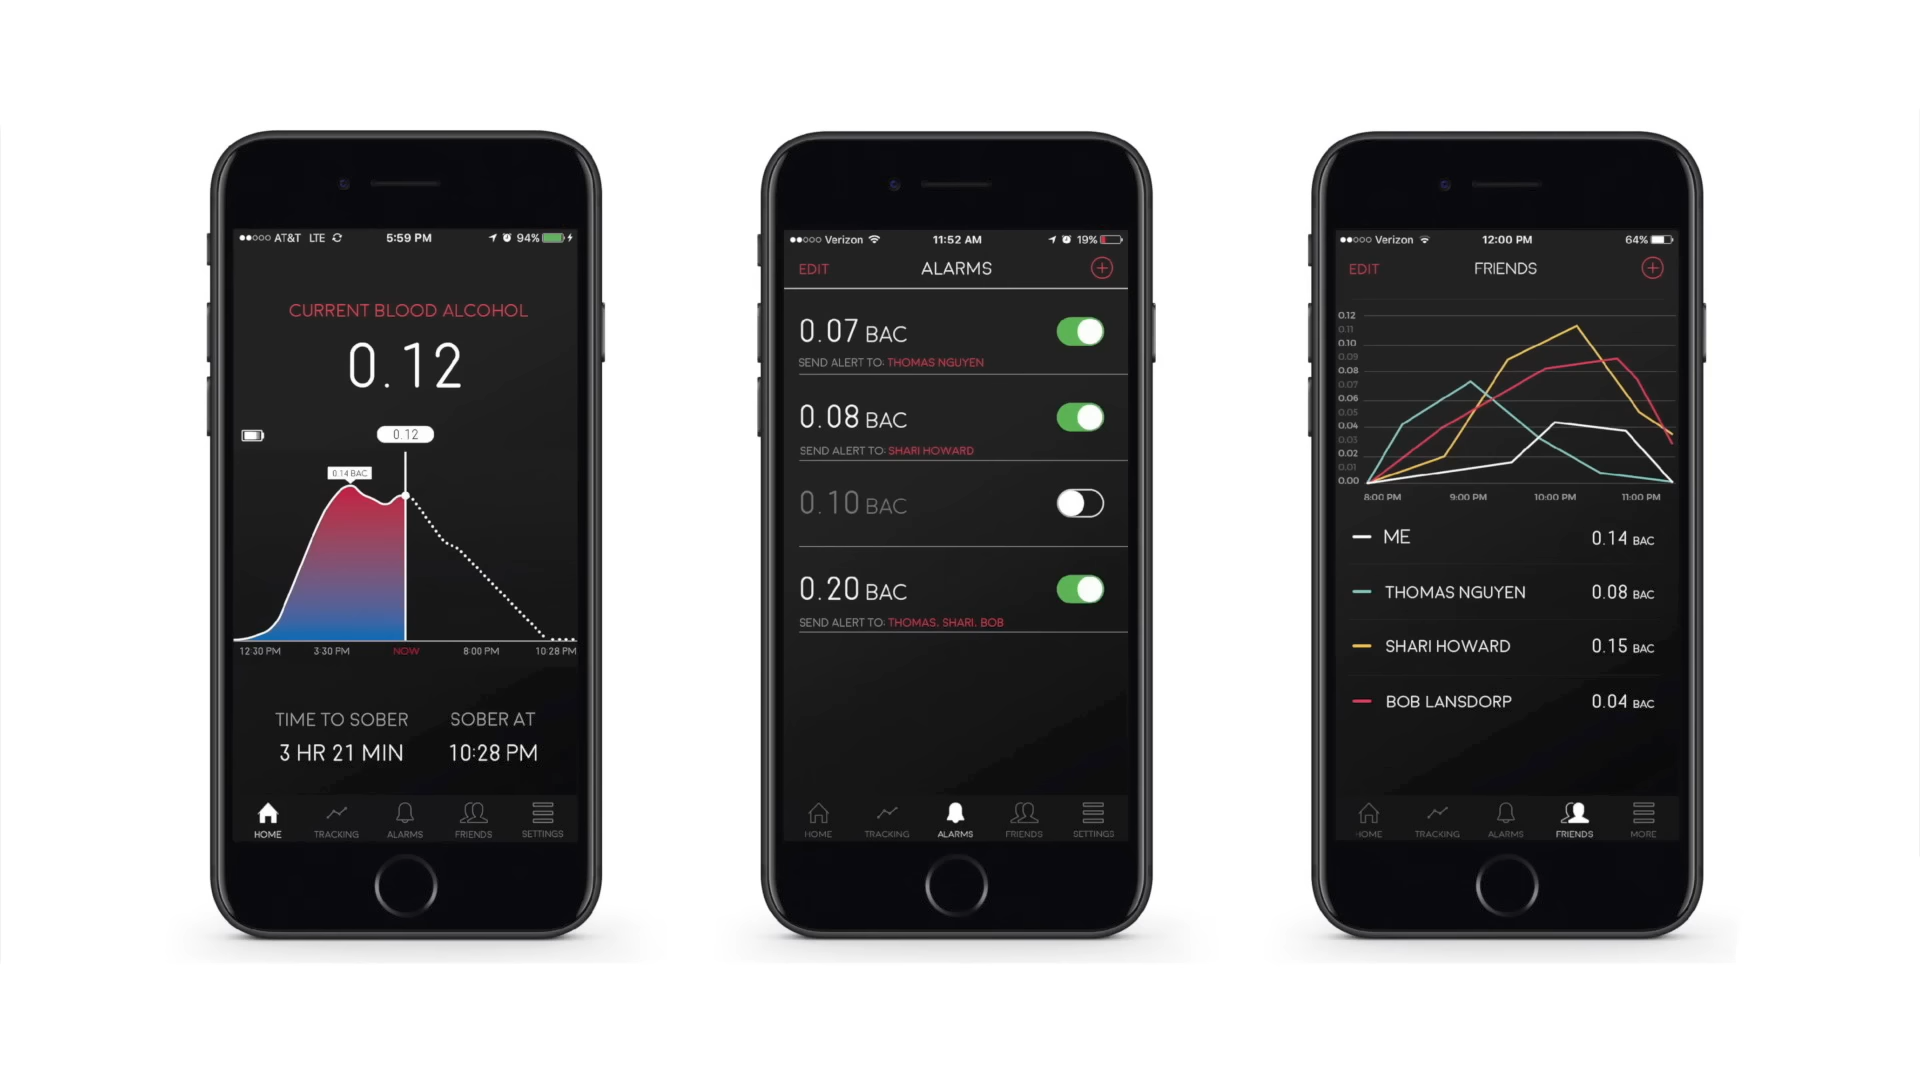 AT&T LTE 5:59 PM 94%
CURRENT BLOOD ALCOHOL
0.12
0.12
0.14 BAC
12:30 PM 3:30 PM NOW 8:00 PM 10:28 PM
TIME TO SOBER SOBER AT
3 HR 21 MIN 10:28 PM
HOME TRACKING ALARMS FRIENDS SETTINGS
Verizon 11:52 AM 19%
EDIT ALARMS
0.07 BAC
SEND ALERT TO: THOMAS NGUYEN
0.08 BAC
SEND ALERT TO: SHARI HOWARD
0.10 BAC
0.20 BAC
SEND ALERT TO: THOMAS, SHARI, BOB
HOME TRACKING ALARMS FRIENDS SETTINGS
Verizon 12:00 PM 64%
EDIT FRIENDS
0.12
0.11
0.10
0.09
0.08
0.07
0.06
0.05
0.04
0.03
0.02
0.01
0.00
8:00 PM 9:00 PM 10:00 PM 11:00 PM
ME 0.14 BAC
THOMAS NGUYEN 0.08 BAC
SHARI HOWARD 0.15 BAC
BOB LANSDORP 0.04 BAC
HOME TRACKING ALARMS FRIENDS MORE